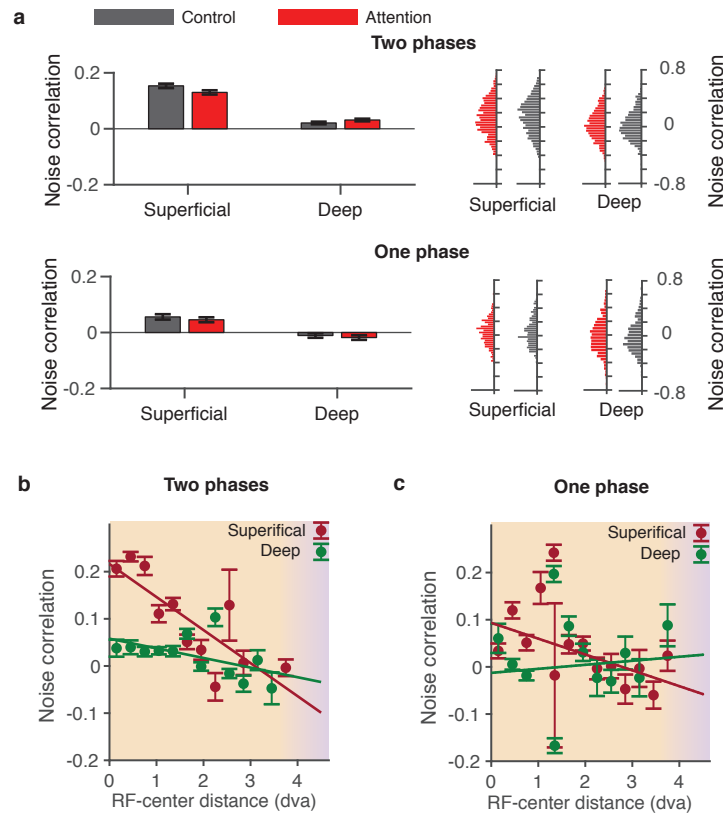 a
Control Attention
Two phases
Noise correlation
0.2
0
-0.2
Superficial Deep
0.8
0
-0.8
Noise correlation
Superficial Deep
One phase
Noise correlation
0.2
0
-0.2
Superficial Deep
0.8
0
-0.8
Noise correlation
Superficial Deep
b
Two phases
Superifical
Deep
Noise correlation
0.2
0.1
0
-0.1
-0.2
0 1 2 3 4
RF-center distance (dva)
c
One phase
Superifical
Deep
Noise correlation
0.2
0.1
0
-0.1
-0.2
0 1 2 3 4
RF-center distance (dva)